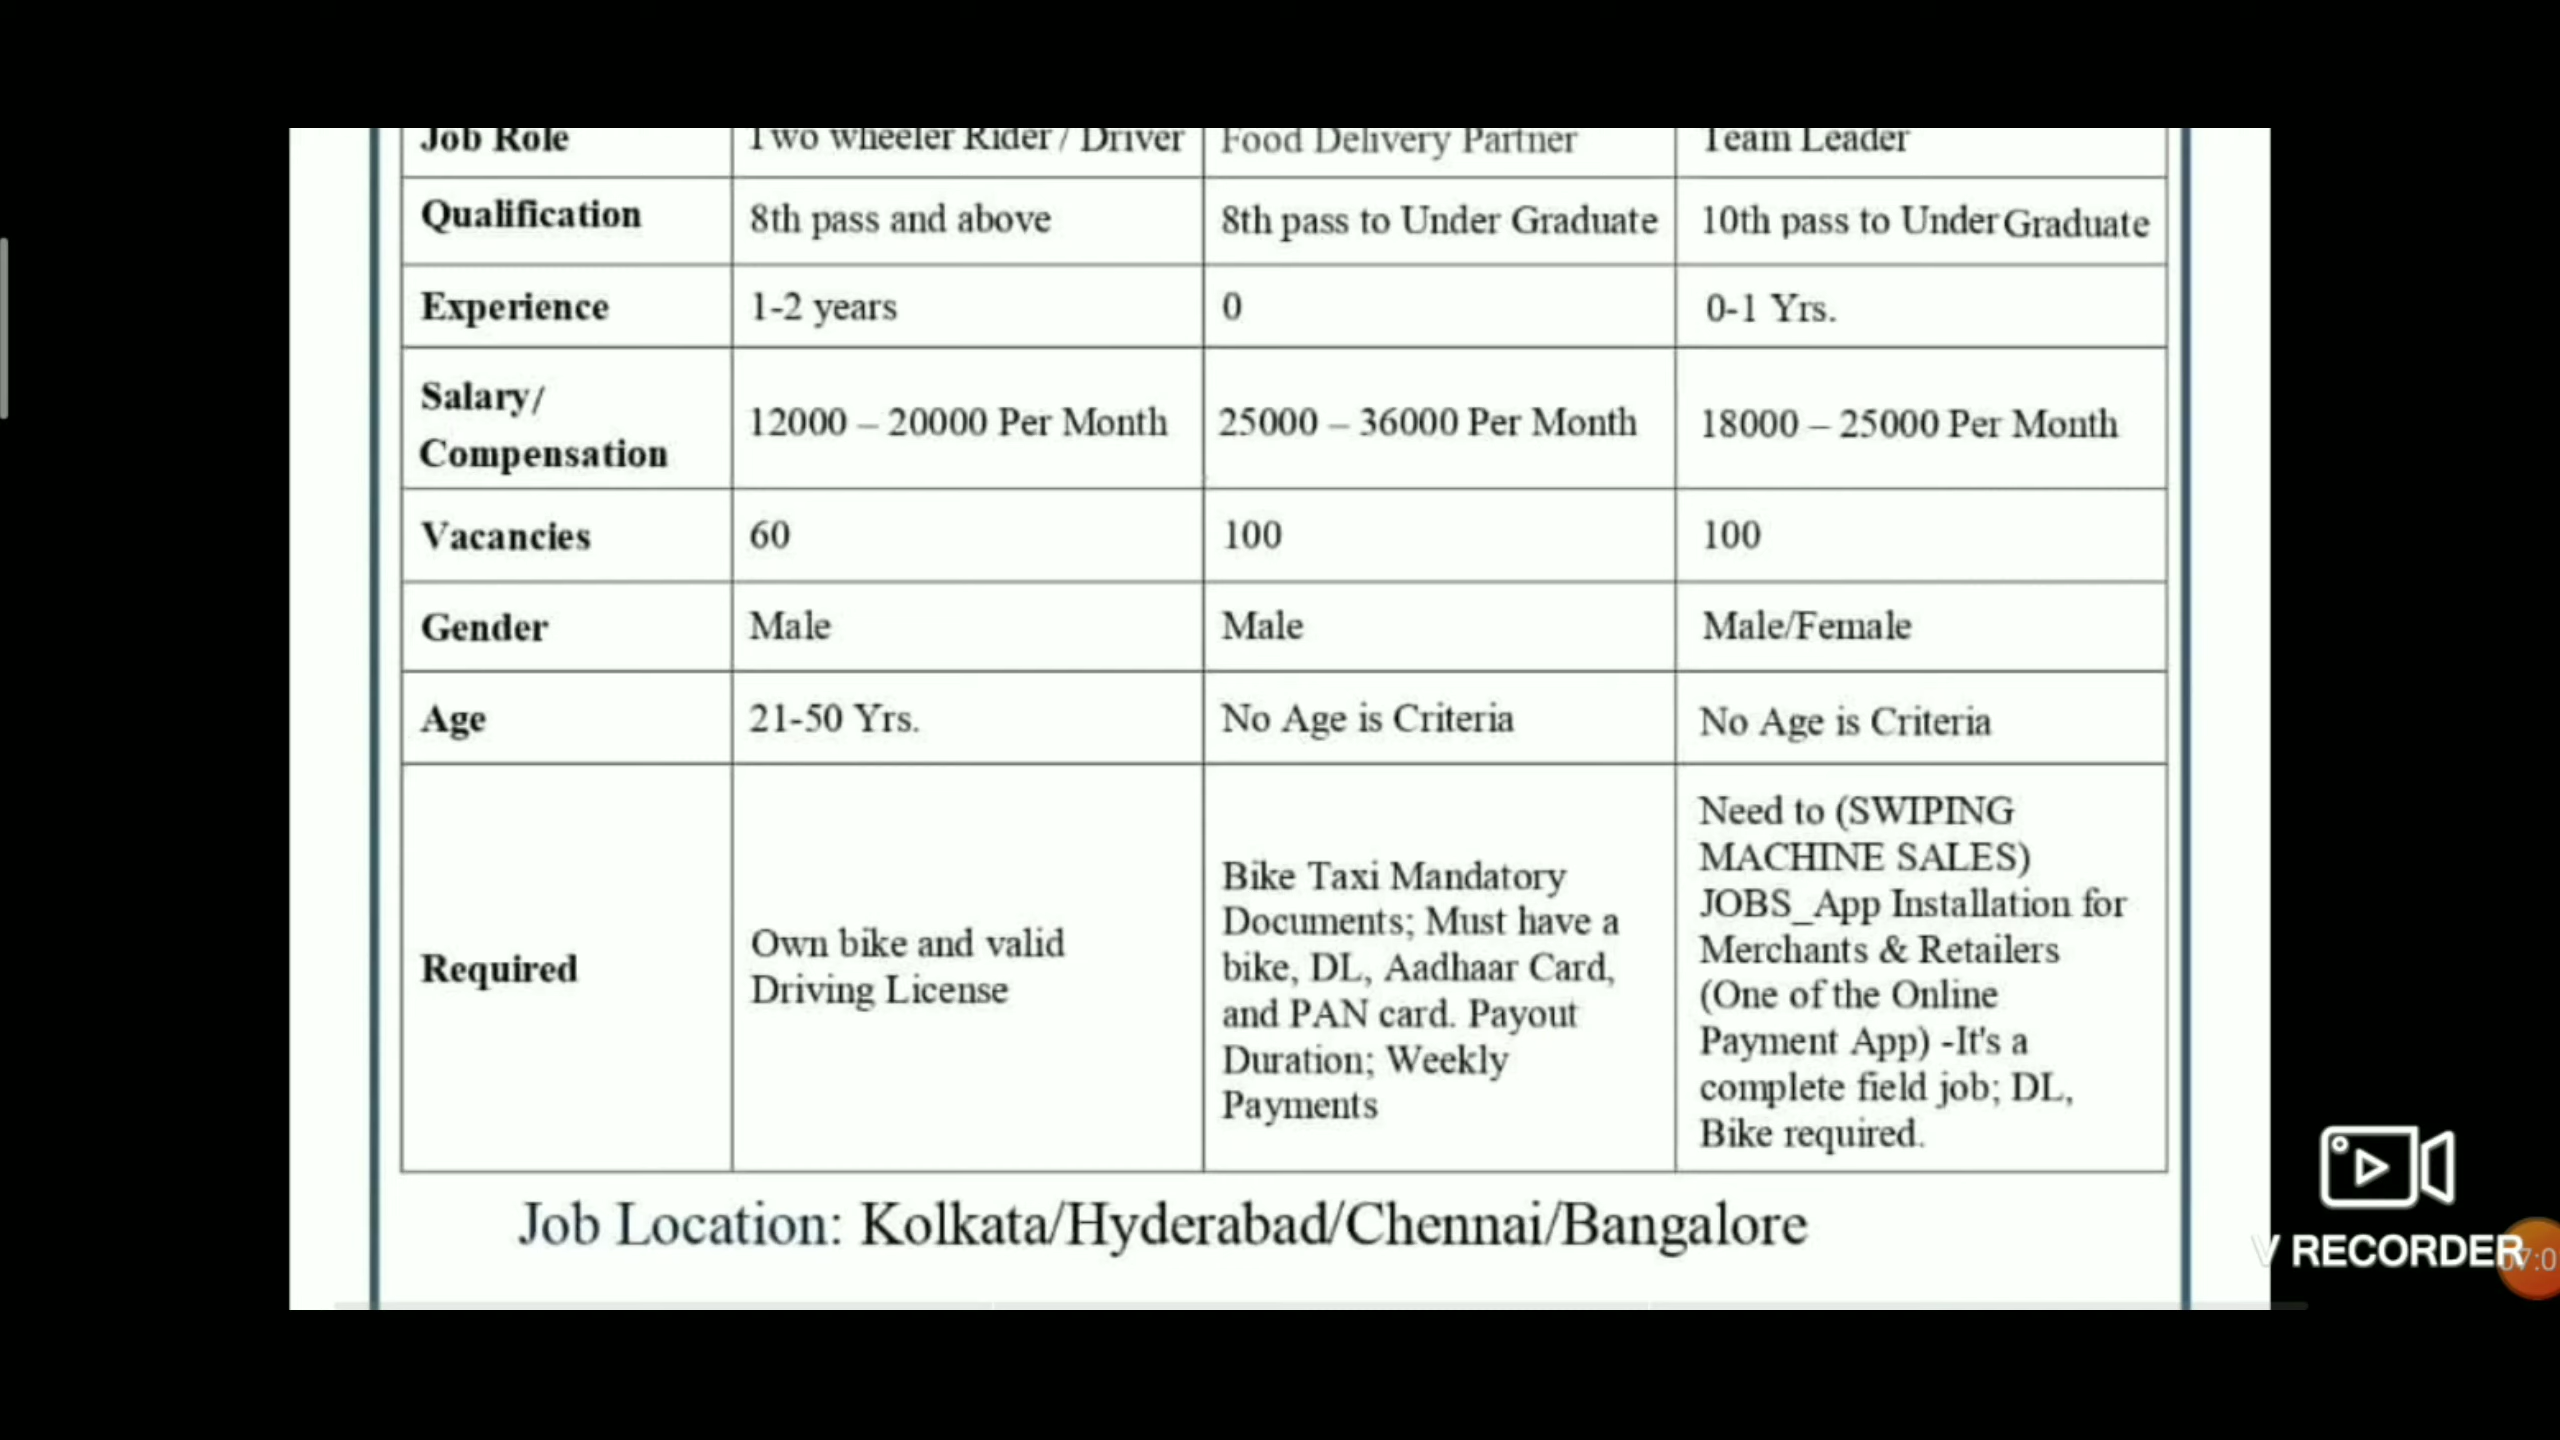 Job Role Two wheeler Rider / Driver Food Delivery Partner Team Leader
Qualification 8th pass and above 8th pass to Under Graduate 10th pass to Under Graduate
Experience 1-2 years 0 0-1 Yrs.
Salary/
Compensation 12000 – 20000 Per Month 25000 – 36000 Per Month 18000 – 25000 Per Month
Vacancies 60 100 100
Gender Male Male Male/Female
Age 21-50 Yrs. No Age is Criteria No Age is Criteria
Required
Own bike and valid
Driving License
Bike Taxi Mandatory
Documents; Must have a
bike, DL, Aadhaar Card,
and PAN card. Payout
Duration; Weekly
Payments
Need to (SWIPING
MACHINE SALES)
JOBS_App Installation for
Merchants & Retailers
(One of the Online
Payment App) -It's a
complete field job; DL,
Bike required.
Job Location: Kolkata/Hyderabad/Chennai/Bangalore
V RECORDER